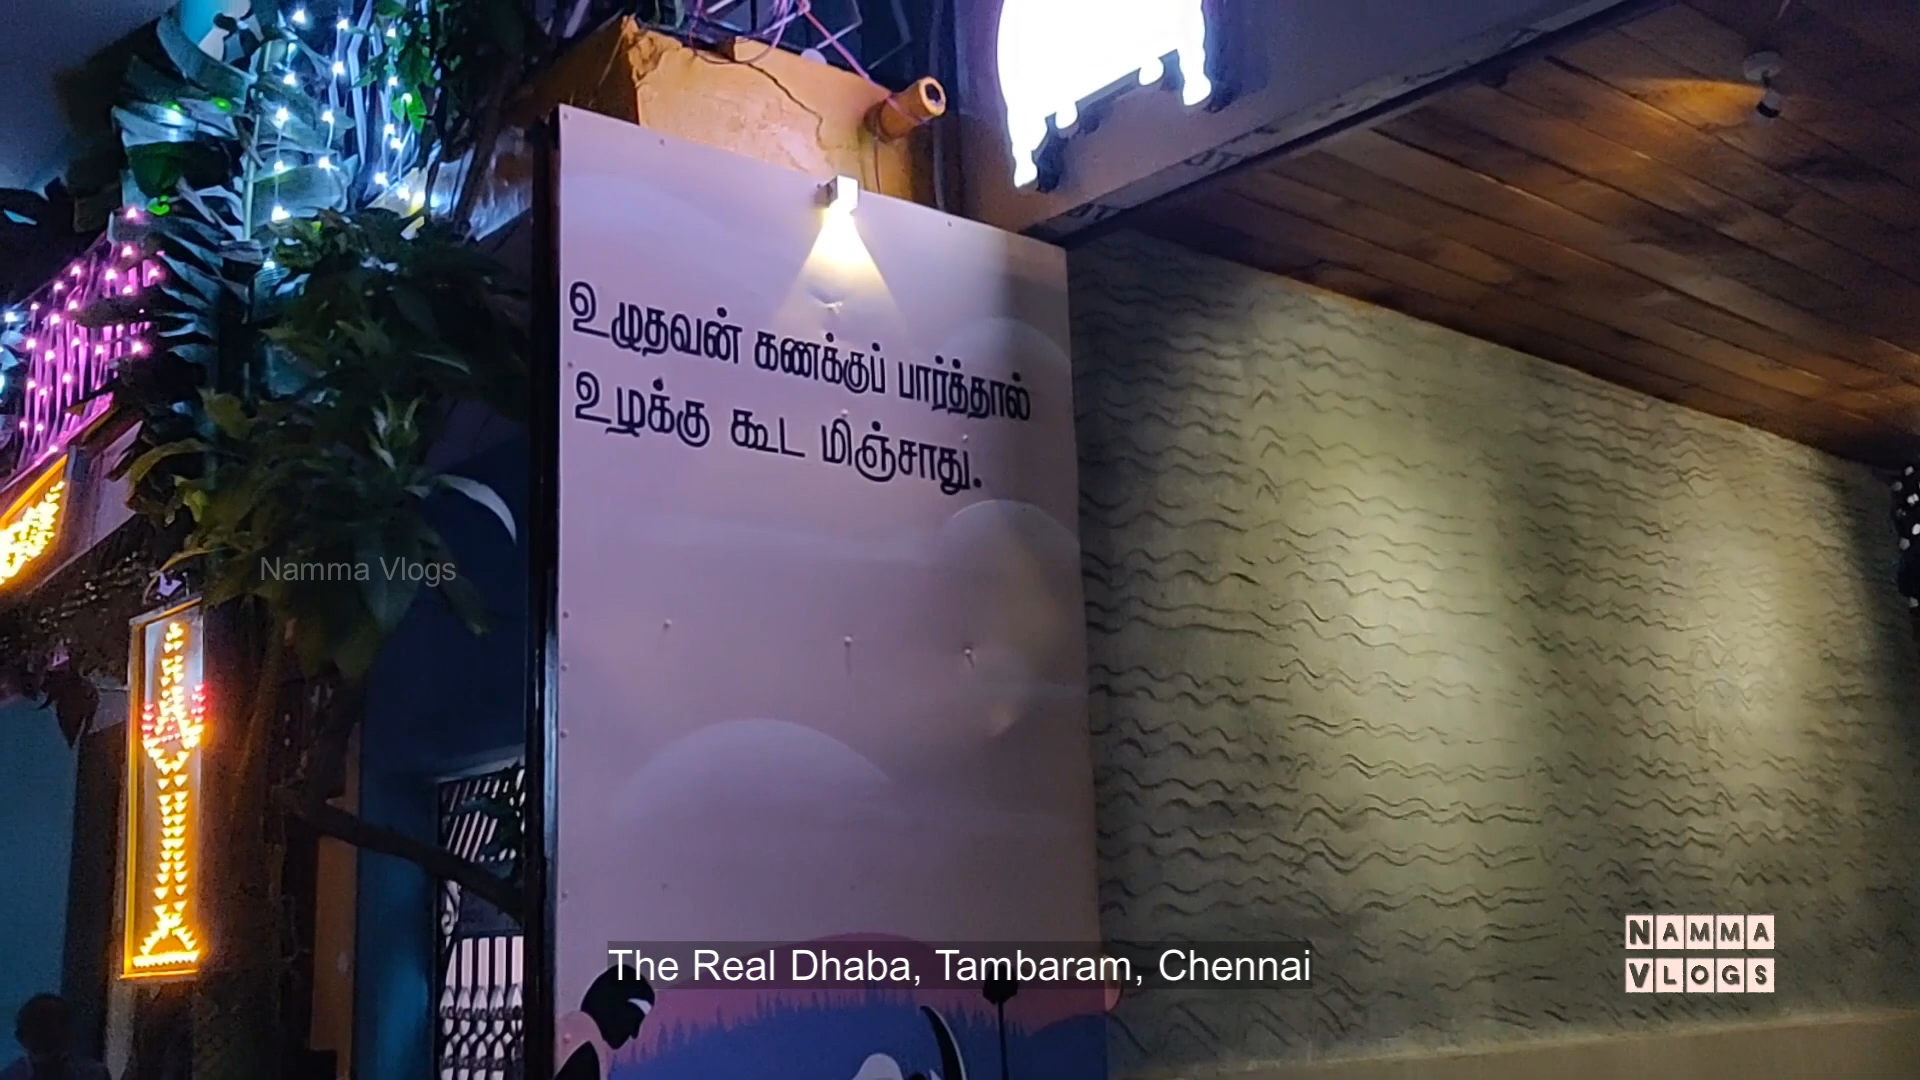 உழுதவன் கணக்குப் பார்த்தால்
உழக்கு கூட மிஞ்சாது.
Namma Vlogs
The Real Dhaba, Tambaram, Chennai
NAMMA
VLOGS